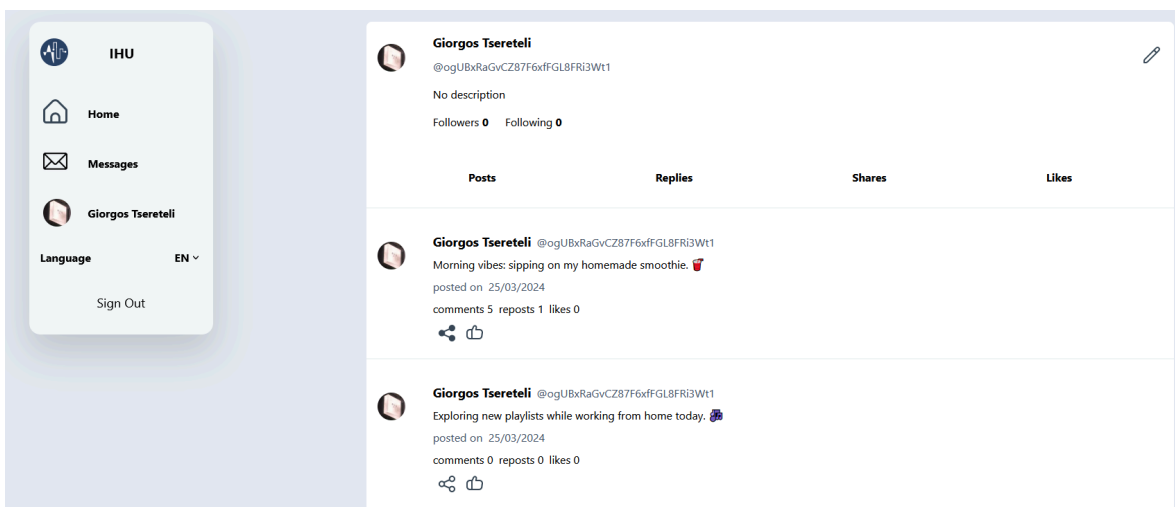 IHU
Home
Messages
Giorgos Tsereteli
Language EN
Sign Out
Giorgos Tsereteli
@ogUBxRaGvCZ87F6xfFGL8FRi3Wt1
No description
Followers 0 Following 0
Posts Replies Shares Likes
Giorgos Tsereteli @ogUBxRaGvCZ87F6xfFGL8FRi3Wt1
Morning vibes: sipping on my homemade smoothie. 🥤
posted on 25/03/2024
comments 5 reposts 1 likes 0
Giorgos Tsereteli @ogUBxRaGvCZ87F6xfFGL8FRi3Wt1
Exploring new playlists while working from home today. 🎶
posted on 25/03/2024
comments 0 reposts 0 likes 0